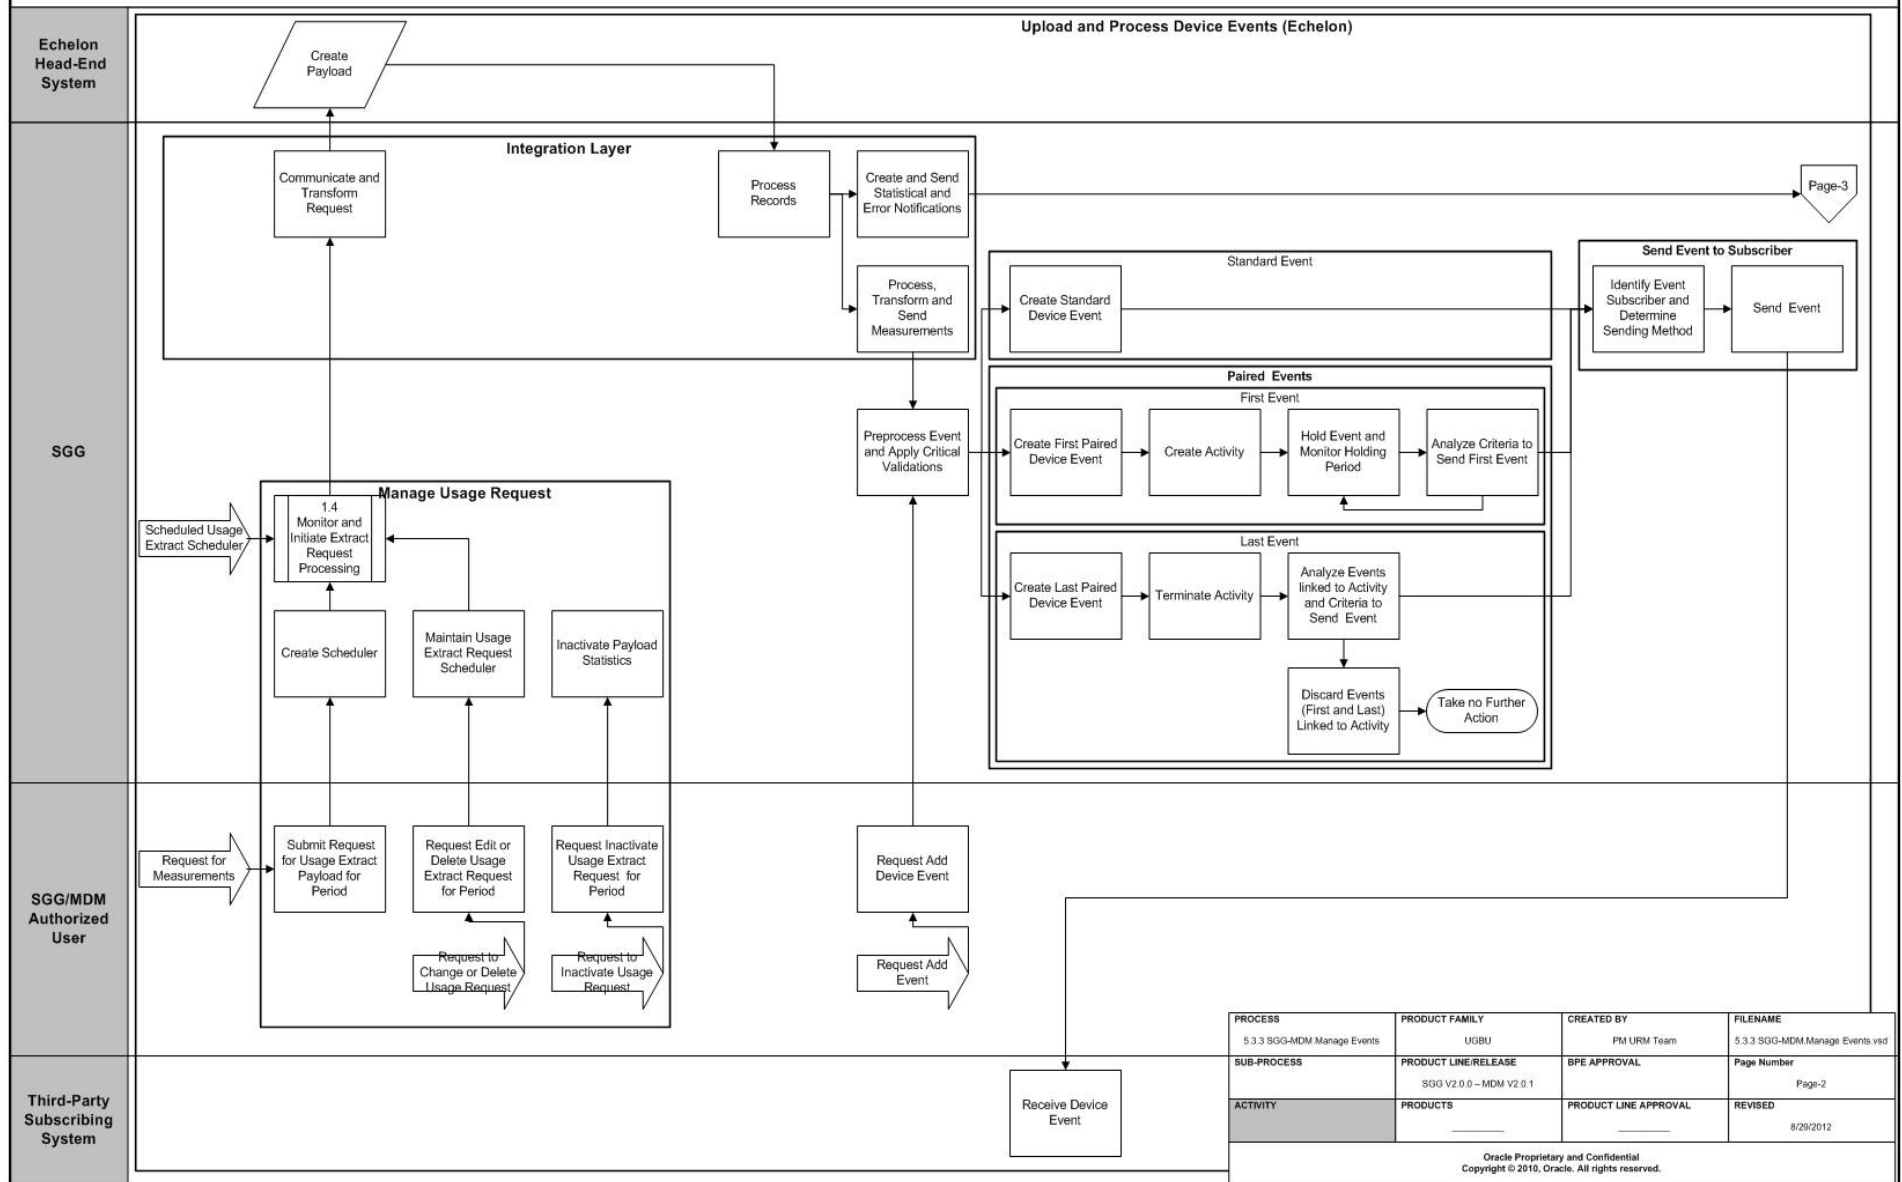 Upload and Process Device Events (Echelon)
Echelon
Head-End
System
Create
Payload
SGG
Integration Layer
Communicate and
Transform
Request
Process
Records
Create and Send
Statistical and
Error Notifications
Page-3
Process,
Transform and
Send
Measurements
Standard Event
Create Standard
Device Event
Send Event to Subscriber
Identify Event
Subscriber and
Determine
Sending Method
Send Event
Paired Events
First Event
Preprocess Event
and Apply Critical
Validations
Create First Paired
Device Event
Create Activity
Hold Event and
Monitor Holding
Period
Analyze Criteria to
Send First Event
Manage Usage Request
Scheduled Usage
Extract Scheduler
1.4
Monitor and
Initiate Extract
Request
Processing
Last Event
Create Last Paired
Device Event
Terminate Activity
Analyze Events
linked to Activity
and Criteria to
Send Event
Create Scheduler
Maintain Usage
Extract Request
Scheduler
Inactivate Payload
Statistics
Discard Events
(First and Last)
Linked to Activity
Take no Further
Action
SGG/MDM
Authorized
User
Request for
Measurements
Submit Request
for Usage Extract
Payload for
Period
Request Edit or
Delete Usage
Extract Request
for Period
Request Inactivate
Usage Extract
Request for
Period
Request Add
Device Event
Request to
Change or Delete
Usage Request
Request to
Inactivate Usage
Request
Request Add
Event
Third-Party
Subscribing
System
Receive Device
Event
PROCESS
5.3.3 SGG-MDM.Manage Events
PRODUCT FAMILY
UGBU
CREATED BY
PM URM Team
FILENAME
5.3.3 SGG-MDM.Manage Events.vsd
SUB-PROCESS
PRODUCT LINE/RELEASE
SGG V2.0.0 – MDM V2.0.1
BPE APPROVAL
Page Number
Page-2
ACTIVITY
PRODUCTS
PRODUCT LINE APPROVAL
REVISED
8/29/2012
Oracle Proprietary and Confidential
Copyright © 2010, Oracle. All rights reserved.